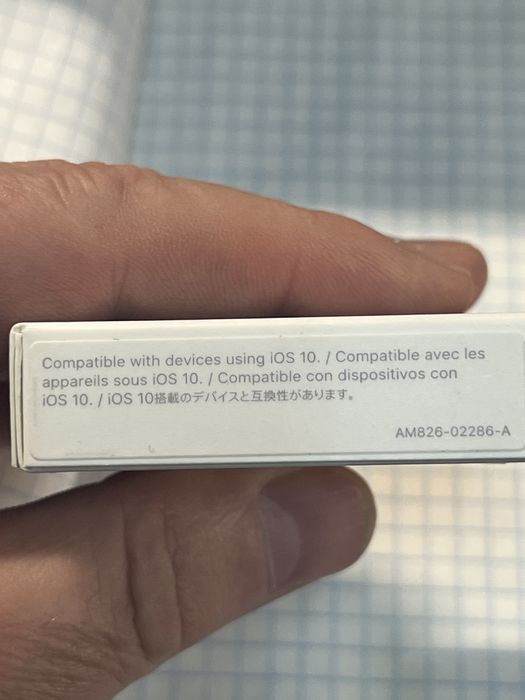 Compatible with devices using iOS 10. / Compatible avec les
appareils sous iOS 10. / Compatible con dispositivos con
iOS 10. / iOS 10搭載のデバイスと互換性があります。
AM826-02286-A